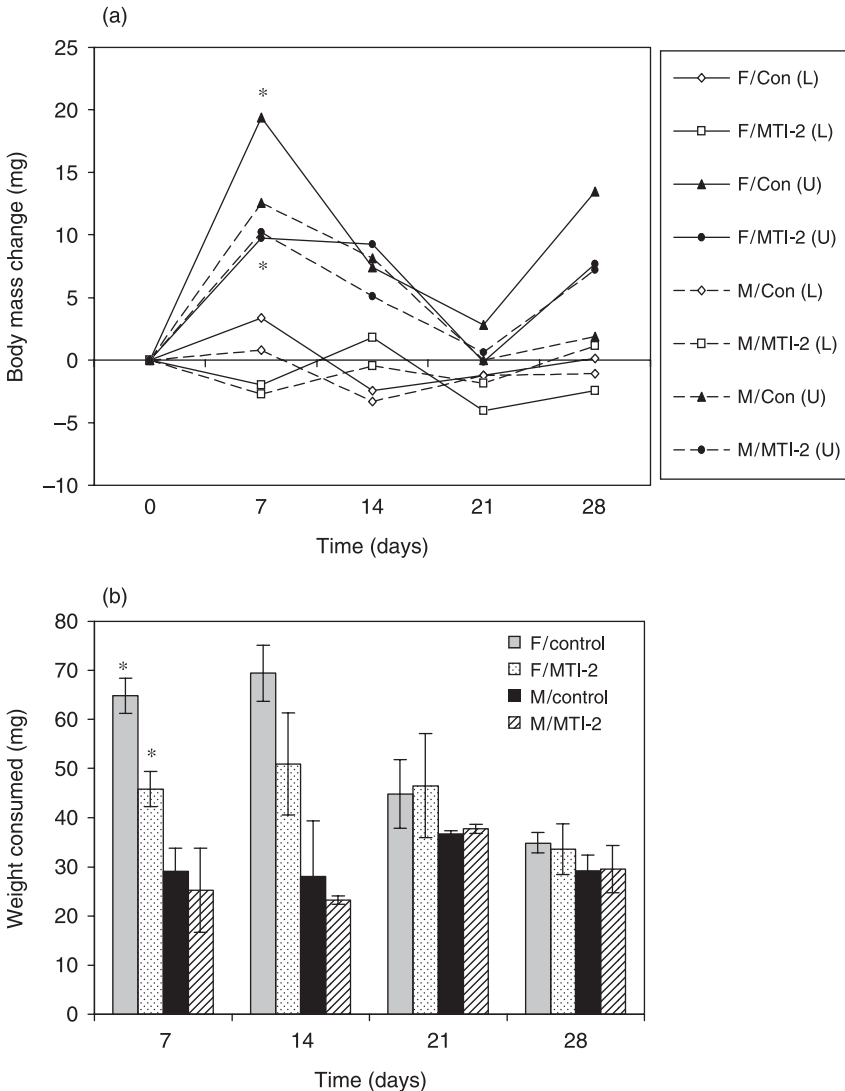 (a)
25
20
15
10
5
0
–5
–10
Body mass change (mg)
*
*
0 7 14 21 28
Time (days)
F/Con (L)
F/MTI-2 (L)
F/Con (U)
F/MTI-2 (U)
M/Con (L)
M/MTI-2 (L)
M/Con (U)
M/MTI-2 (U)
(b)
80
70
60
50
40
30
20
10
0
Weight consumed (mg)
*
*
F/control
F/MTI-2
M/control
M/MTI-2
7 14 21 28
Time (days)